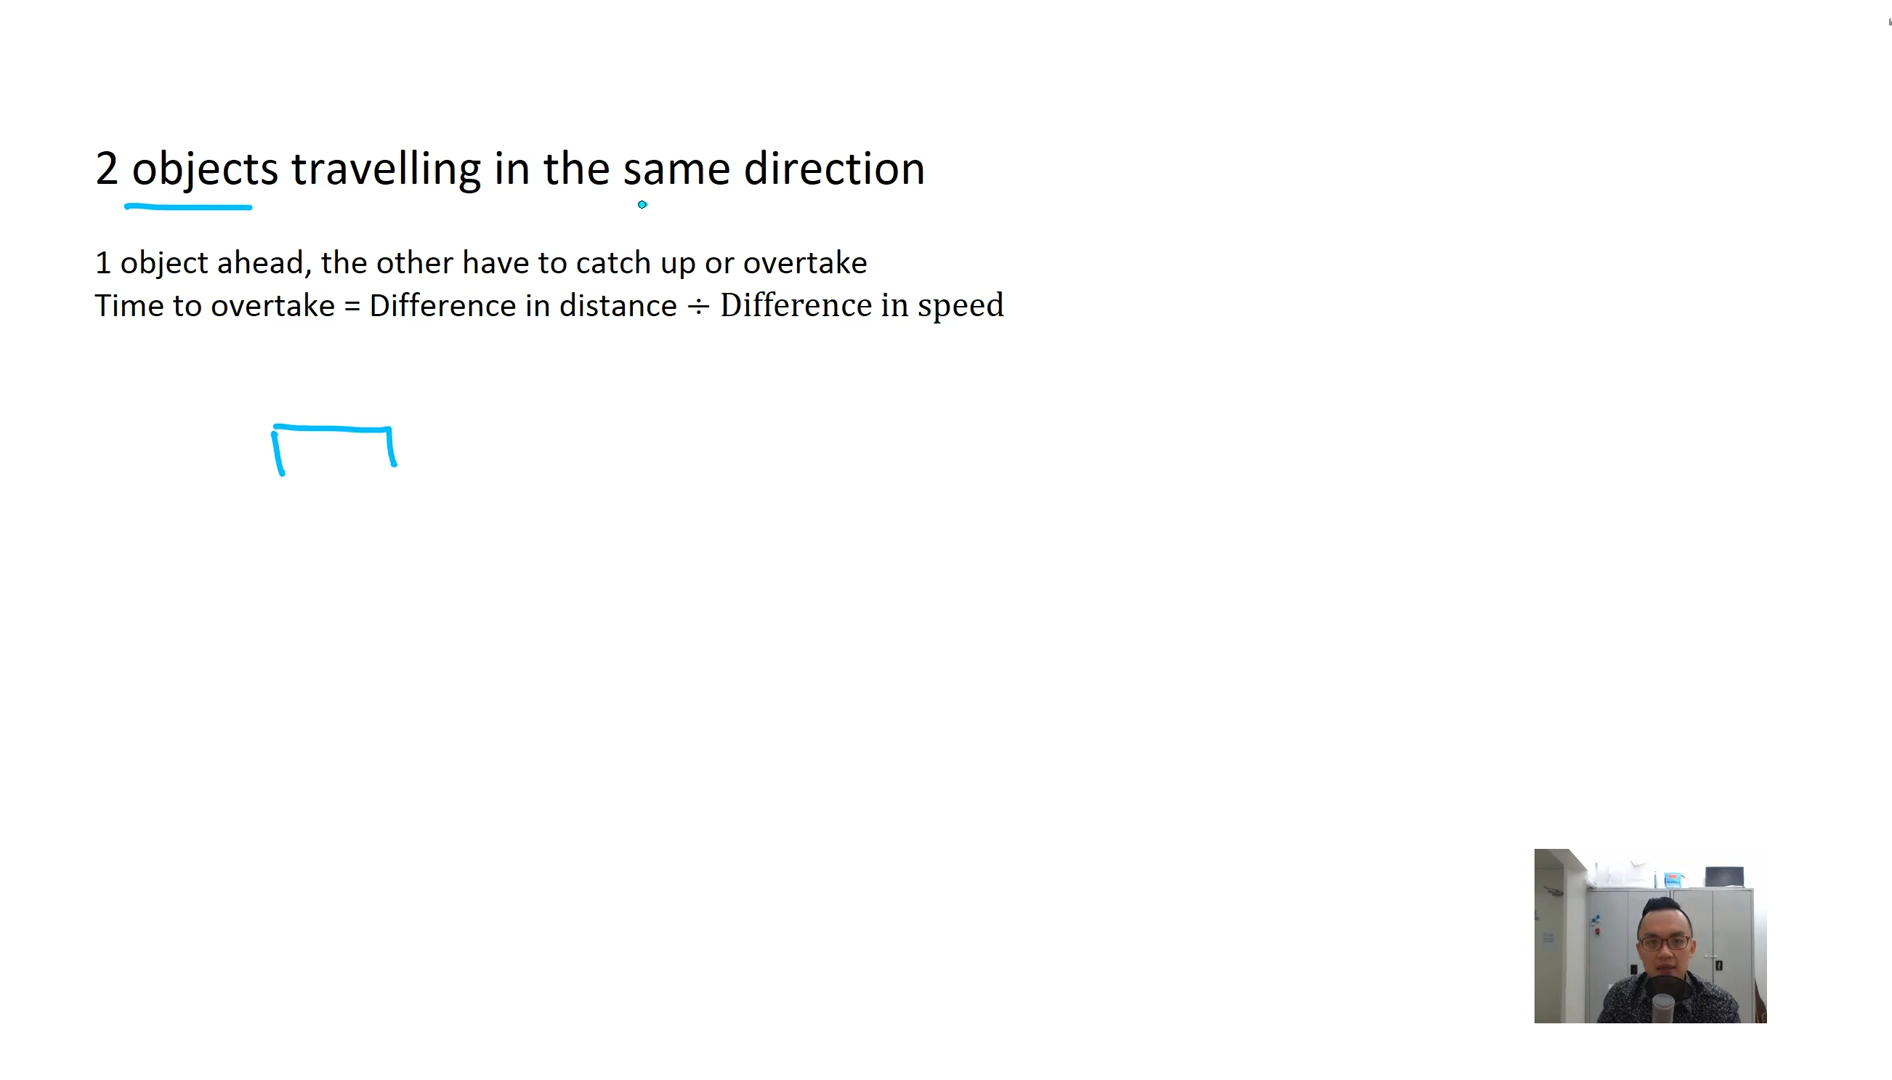 2 objects travelling in the same direction
1 object ahead, the other have to catch up or overtake
Time to overtake = Difference in distance ÷ Difference in speed